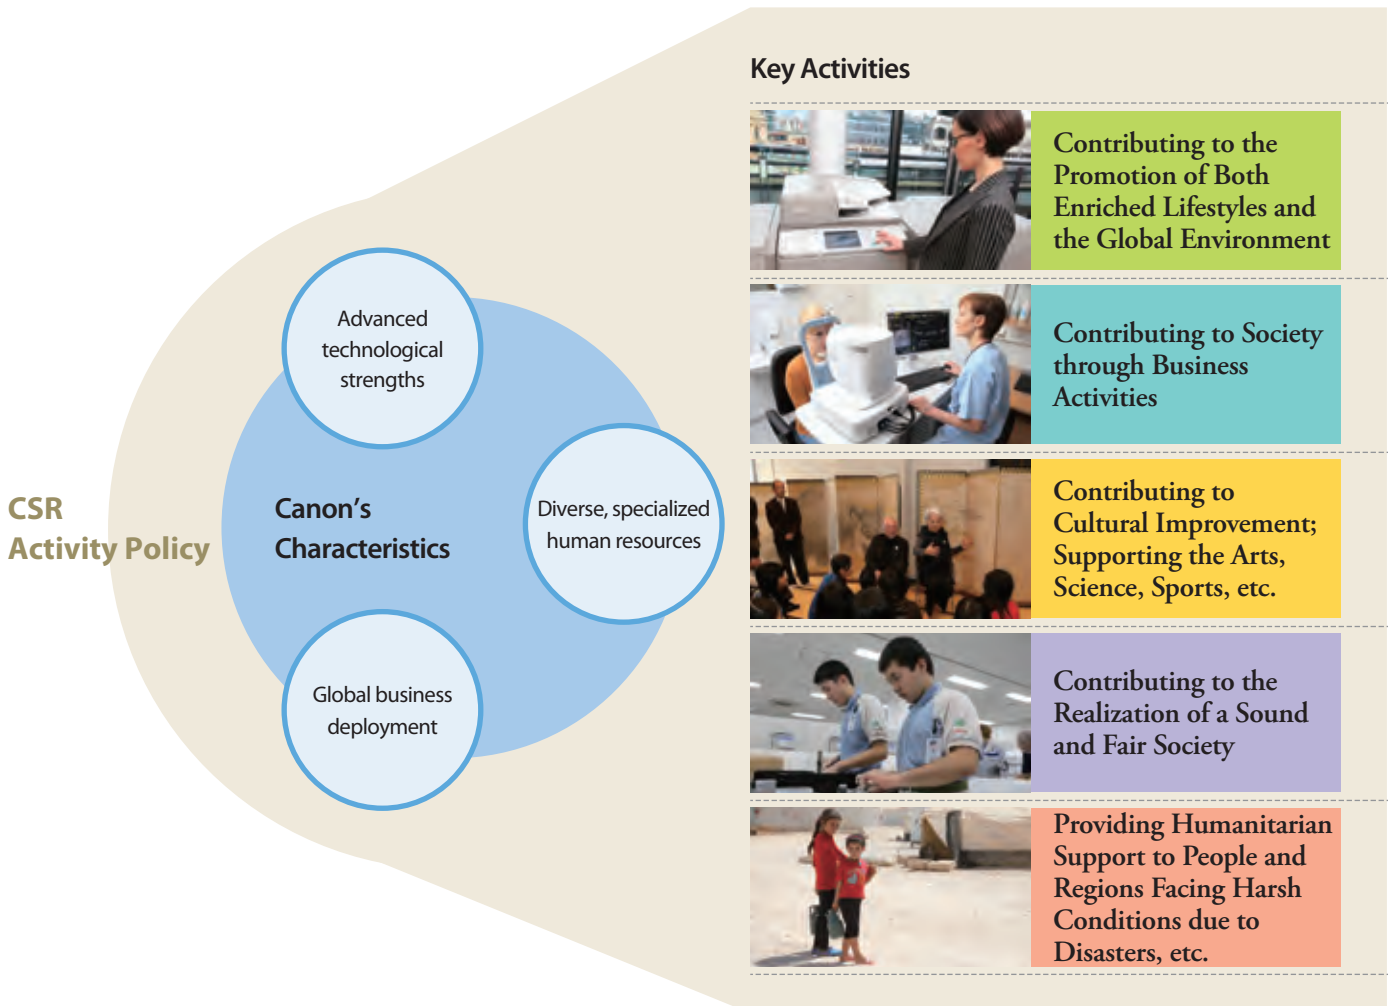 Key Activities
Contributing to the
Promotion of Both
Enriched Lifestyles and
the Global Environment
Advanced
technological
strengths
Contributing to Society
through Business
Activities
CSR
Activity Policy
Canon's
Characteristics
Diverse, specialized
human resources
Contributing to
Cultural Improvement;
Supporting the Arts,
Science, Sports, etc.
Global business
deployment
Contributing to the
Realization of a Sound
and Fair Society
Providing Humanitarian
Support to People and
Regions Facing Harsh
Conditions due to
Disasters, etc.